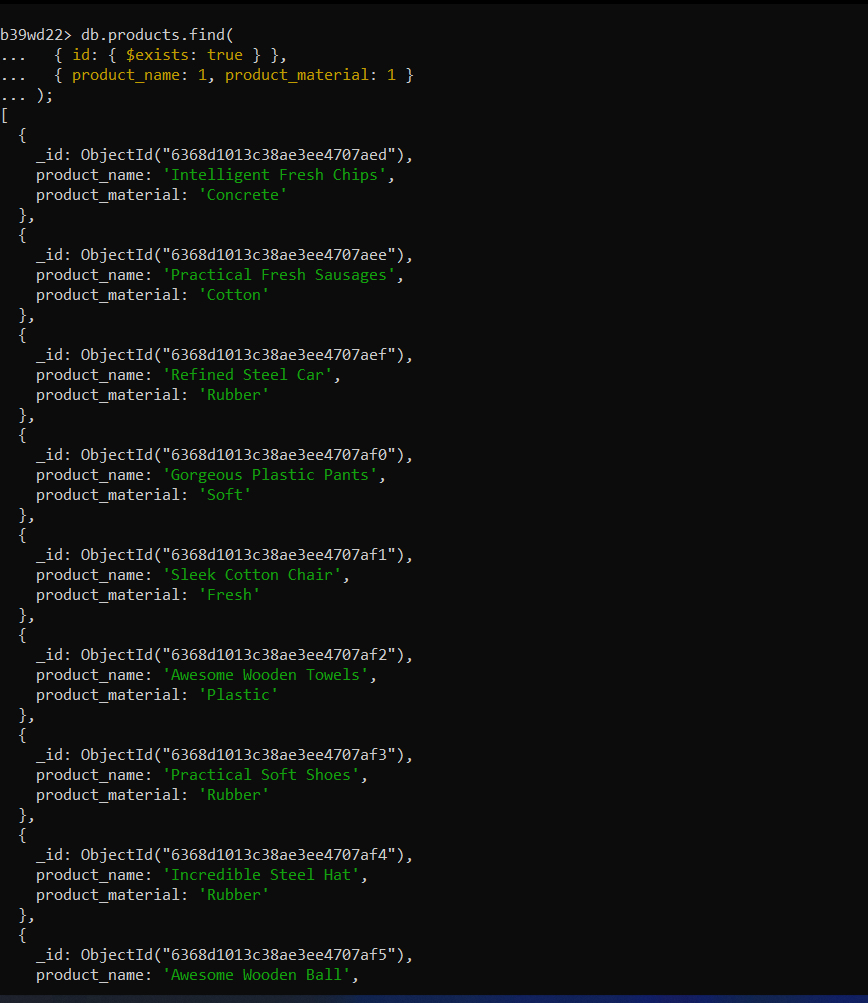 b39wd22> db.products.find(
...   { id: { $exists: true } },
...   { product_name: 1, product_material: 1 }
... );
[
  {
    _id: ObjectId("6368d1013c38ae3ee4707aed"),
    product_name: 'Intelligent Fresh Chips',
    product_material: 'Concrete'
  },
  {
    _id: ObjectId("6368d1013c38ae3ee4707aee"),
    product_name: 'Practical Fresh Sausages',
    product_material: 'Cotton'
  },
  {
    _id: ObjectId("6368d1013c38ae3ee4707aef"),
    product_name: 'Refined Steel Car',
    product_material: 'Rubber'
  },
  {
    _id: ObjectId("6368d1013c38ae3ee4707af0"),
    product_name: 'Gorgeous Plastic Pants',
    product_material: 'Soft'
  },
  {
    _id: ObjectId("6368d1013c38ae3ee4707af1"),
    product_name: 'Sleek Cotton Chair',
    product_material: 'Fresh'
  },
  {
    _id: ObjectId("6368d1013c38ae3ee4707af2"),
    product_name: 'Awesome Wooden Towels',
    product_material: 'Plastic'
  },
  {
    _id: ObjectId("6368d1013c38ae3ee4707af3"),
    product_name: 'Practical Soft Shoes',
    product_material: 'Rubber'
  },
  {
    _id: ObjectId("6368d1013c38ae3ee4707af4"),
    product_name: 'Incredible Steel Hat',
    product_material: 'Rubber'
  },
  {
    _id: ObjectId("6368d1013c38ae3ee4707af5"),
    product_name: 'Awesome Wooden Ball',